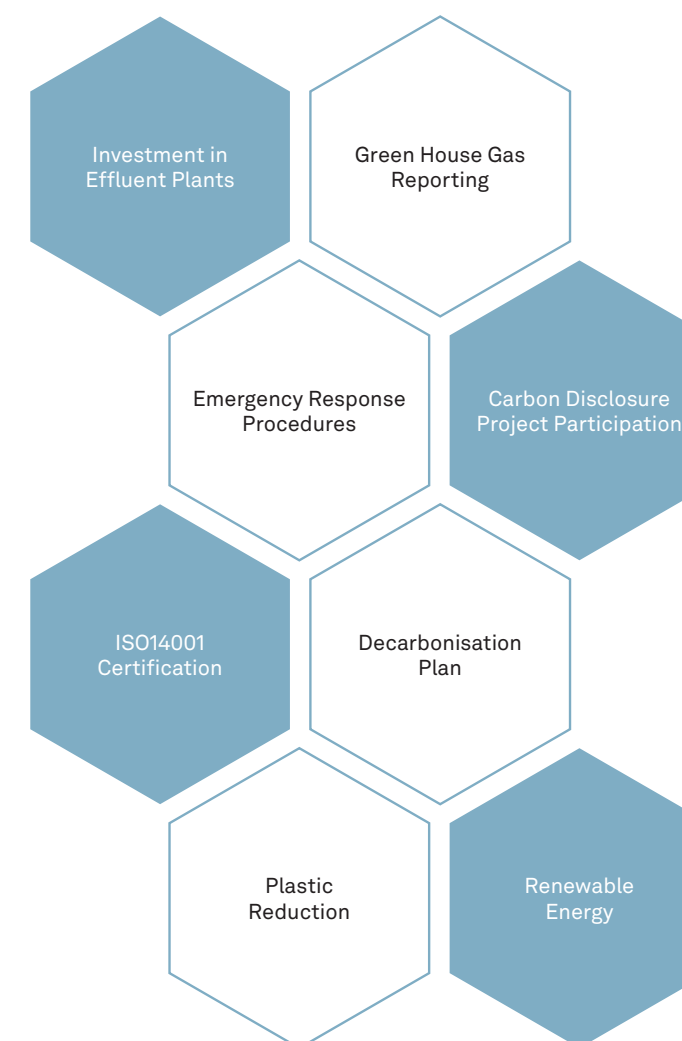 Investment in
Effluent Plants
Green House Gas
Reporting
Emergency Response
Procedures
Carbon Disclosure
Project Participation
ISO14001
Certification
Decarbonisation
Plan
Plastic
Reduction
Renewable
Energy